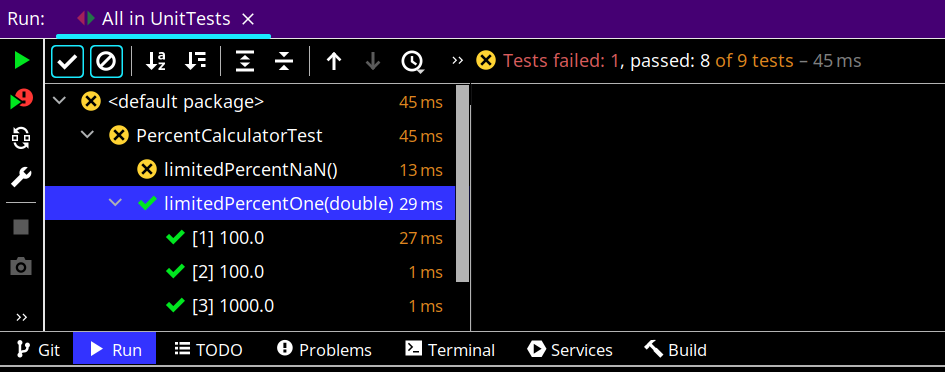 Run: All in UnitTests
Tests failed: 1, passed: 8 of 9 tests – 45 ms
<default package> 45 ms
PercentCalculatorTest 45 ms
limitedPercentNaN() 13 ms
limitedPercentOne(double) 29 ms
[1] 100.0 27 ms
[2] 100.0 1 ms
[3] 1000.0 1 ms
Git Run TODO Problems Terminal Services Build